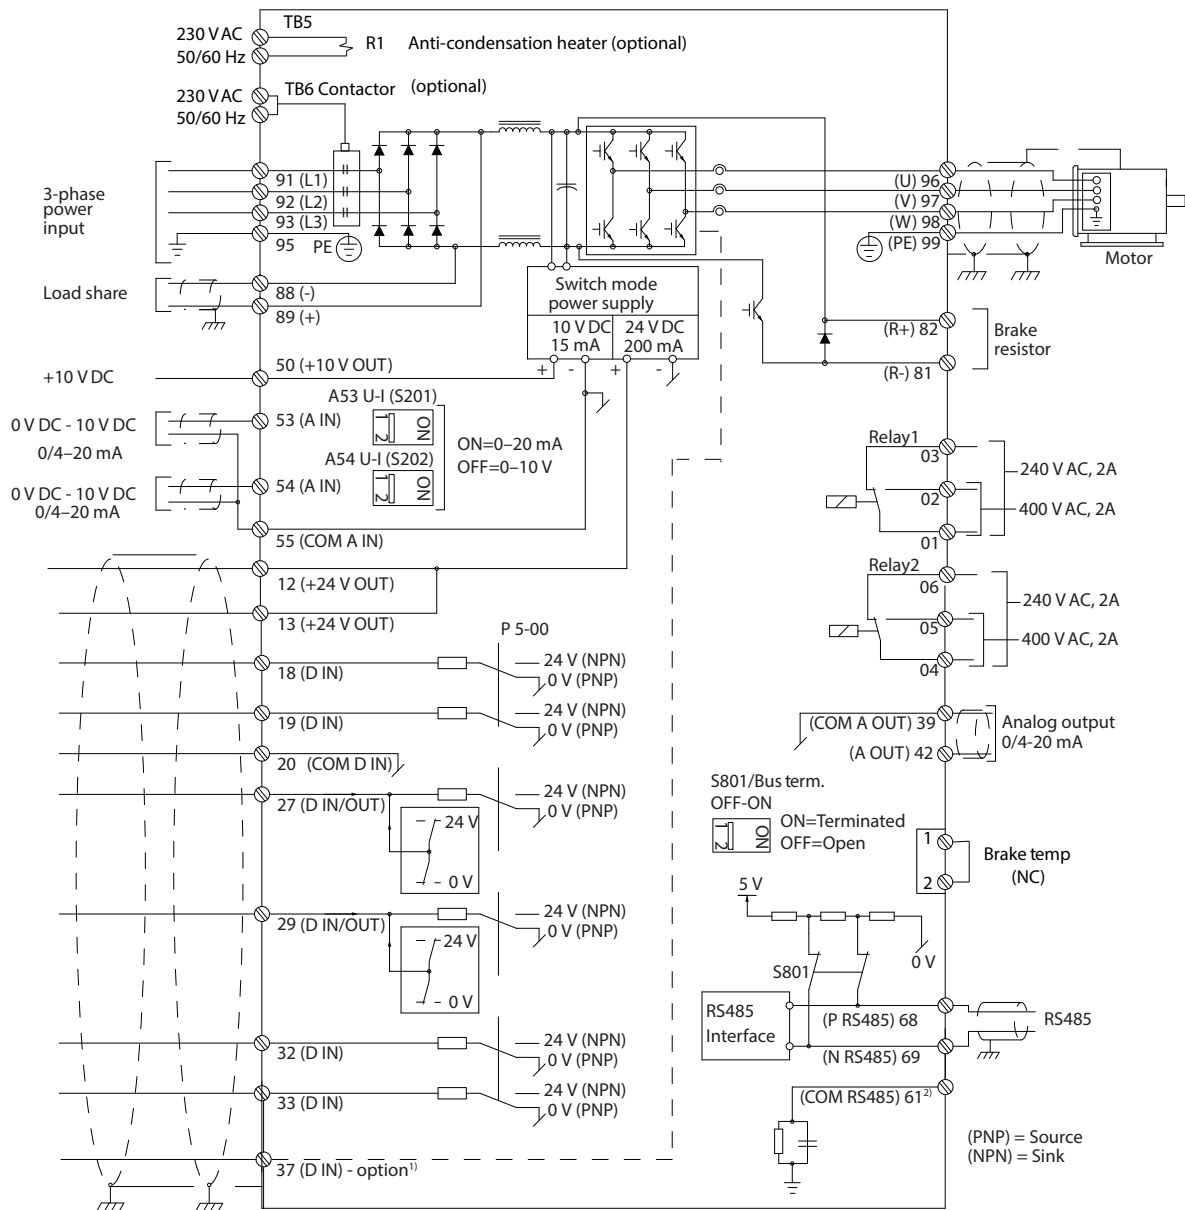 TB5
230 V AC
50/60 Hz
R1
Anti-condensation heater (optional)
TB6 Contactor
(optional)
230 V AC
50/60 Hz
3-phase
power
input
91 (L1)
92 (L2)
93 (L3)
95
PE
(U) 96
(V) 97
(W) 98
(PE) 99
Motor
Load share
88 (-)
89 (+)
Switch mode
power supply
10 V DC
15 mA
24 V DC
200 mA
+
-
+
-
(R+) 82
(R-) 81
Brake
resistor
+10 V DC
50 (+10 V OUT)
A53 U-I (S201)
1 2
ON
0 V DC - 10 V DC
0/4–20 mA
53 (A IN)
ON=0–20 mA
OFF=0–10 V
A54 U-I (S202)
1 2
ON
0 V DC - 10 V DC
0/4–20 mA
54 (A IN)
55 (COM A IN)
Relay1
03
02
01
240 V AC, 2A
400 V AC, 2A
12 (+24 V OUT)
13 (+24 V OUT)
Relay2
06
05
04
240 V AC, 2A
400 V AC, 2A
P 5-00
18 (D IN)
24 V (NPN)
0 V (PNP)
19 (D IN)
24 V (NPN)
0 V (PNP)
20 (COM D IN)
27 (D IN/OUT)
24 V (NPN)
0 V (PNP)
24 V
0 V
29 (D IN/OUT)
24 V (NPN)
0 V (PNP)
24 V
0 V
32 (D IN)
24 V (NPN)
0 V (PNP)
33 (D IN)
24 V (NPN)
0 V (PNP)
37 (D IN) - option1)
(COM A OUT) 39
(A OUT) 42
Analog output
0/4-20 mA
S801/Bus term.
OFF-ON
1 2
ON
ON=Terminated
OFF=Open
1
2
Brake temp
(NC)
5 V
0 V
S801
RS485
Interface
(P RS485) 68
(N RS485) 69
RS485
(COM RS485) 612)
(PNP) = Source
(NPN) = Sink